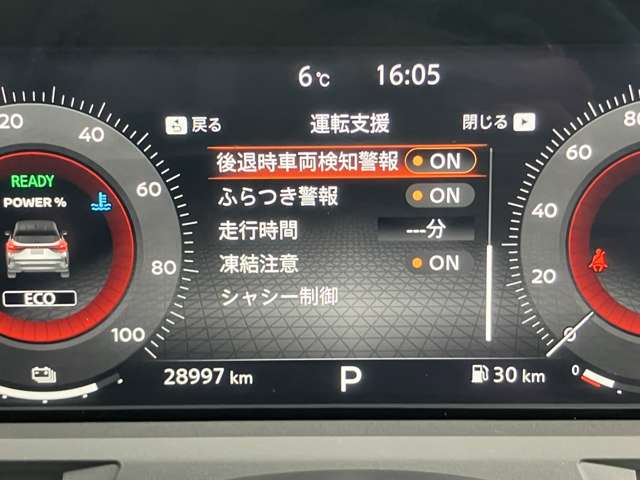 6℃ 16:05
戻る 運転支援 閉じる
後退時車両検知警報 ON
ふらつき警報 ON
走行時間 ---分
凍結注意 ON
シャシー制御
20
40
60
80
100
READY
POWER %
ECO
28997 km P 30 km
80
60
40
20
0
0